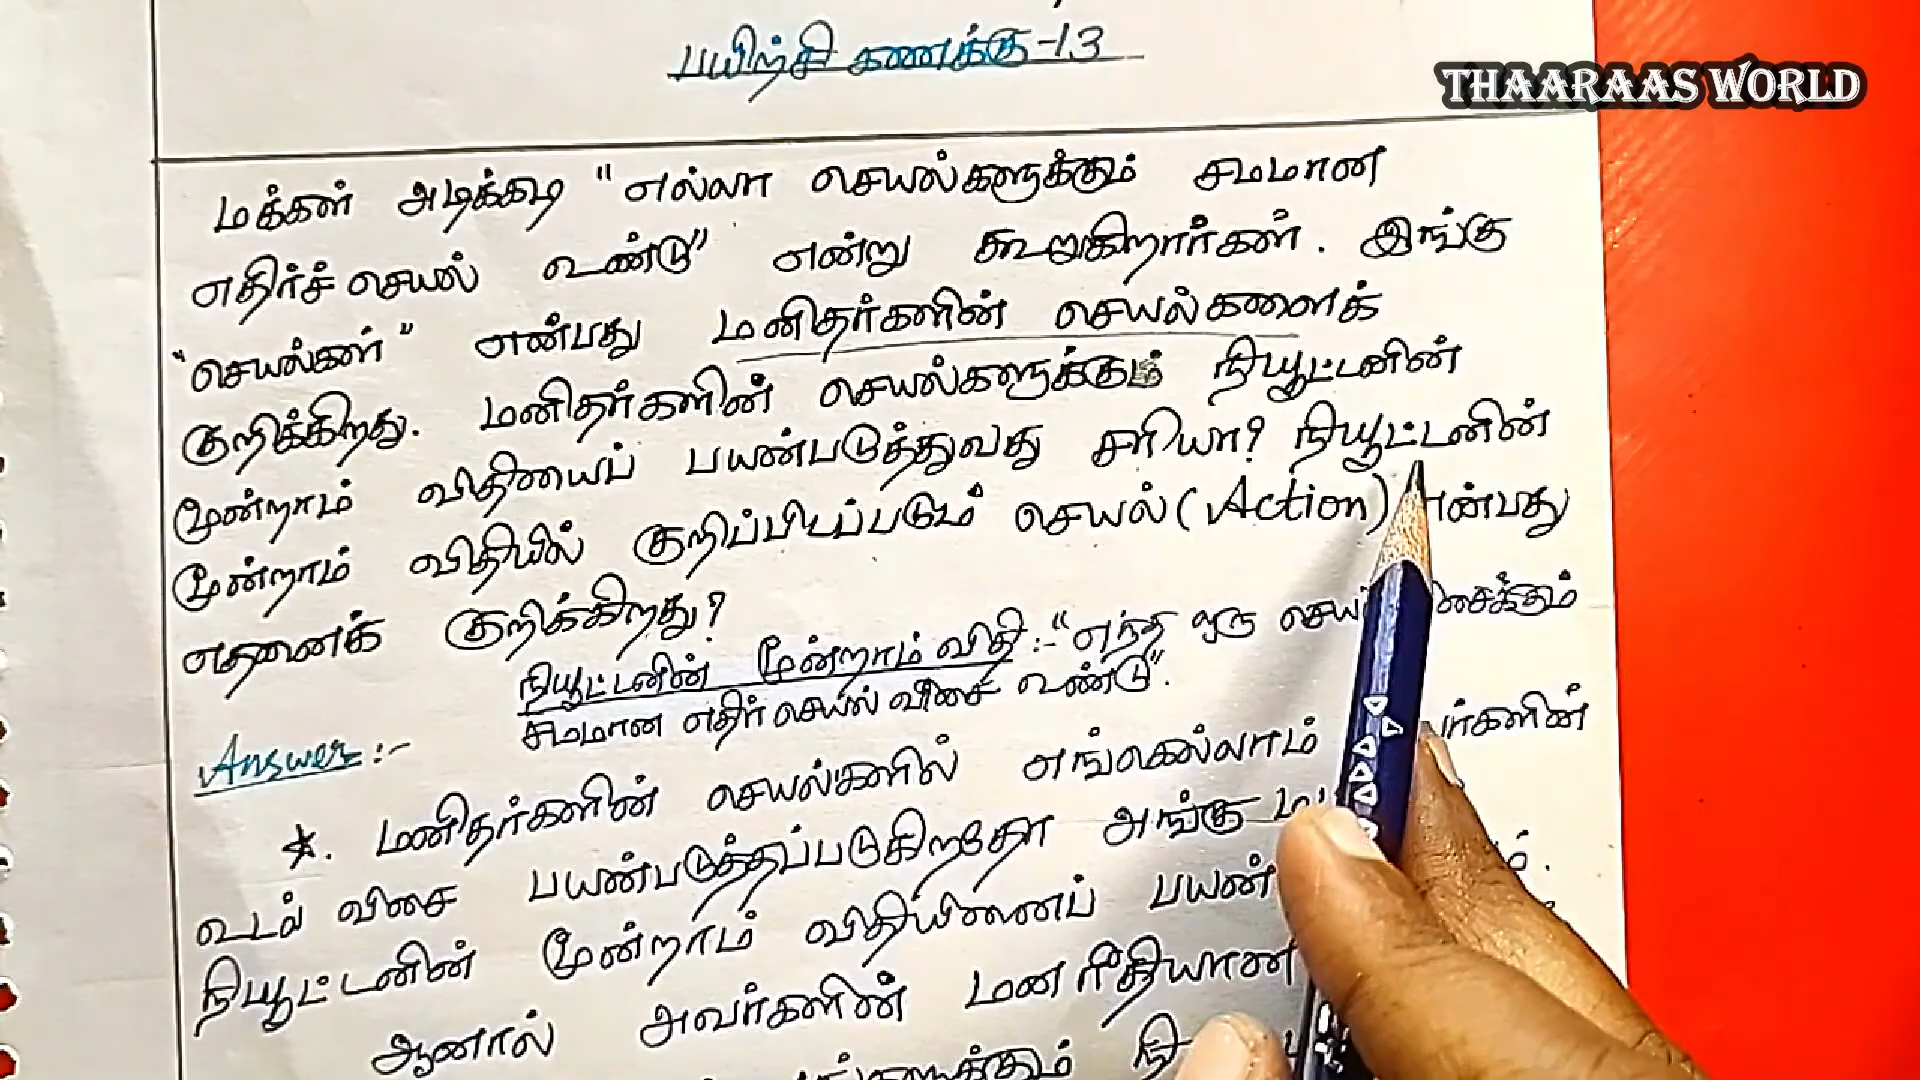 பயிற்சி கணக்கு-13
THAARAAS WORLD
மக்கள் அடிக்கடி "எல்லா செயல்களுக்கும் சமமான
எதிர்ச் செயல் உண்டு" என்று கூறுகிறார்கள். இங்கு
"செயல்கள்" என்பது மனிதர்களின் செயல்களைக்
குறிக்கிறது. மனிதர்களின் செயல்களுக்கும் நியூட்டனின்
மூன்றாம் விதியைப் பயன்படுத்துவது சரியா? நியூட்டனின்
மூன்றாம் விதியில் குறிப்பிடப்படும் செயல் (Action) என்பது
எதனைக் குறிக்கிறது?
நியூட்டனின் மூன்றாம் விதி:- "எந்த ஒரு
சமமான எதிர் செயல் விசை உண்டு".
Answer:-
*. மனிதர்களின் செயல்களில் எங்கெல்லாம்
உடல் விசை பயன்படுத்தப்படுகிறதோ அங்கு
நியூட்டனின் மூன்றாம் விதியினைப்
ஆனால் அவர்களின் மனரீதியான